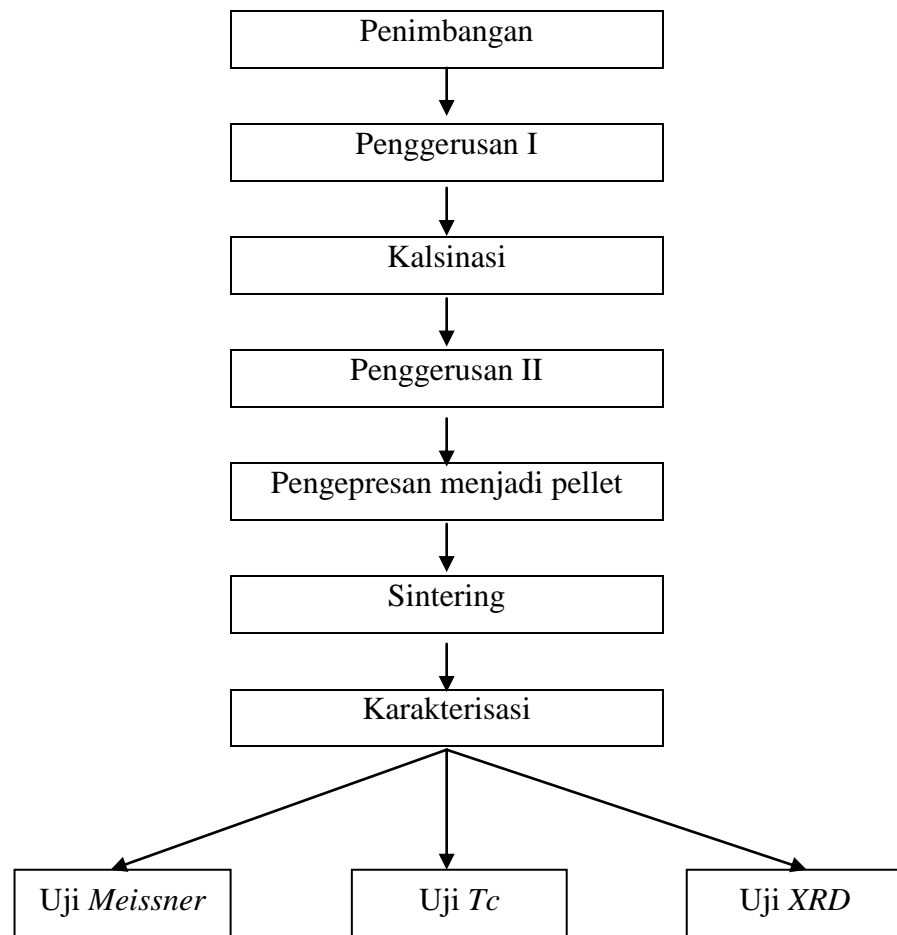 Penimbangan
Penggerusan I
Kalsinasi
Penggerusan II
Pengepresan menjadi pellet
Sintering
Karakterisasi
Uji Meissner
Uji Tc
Uji XRD